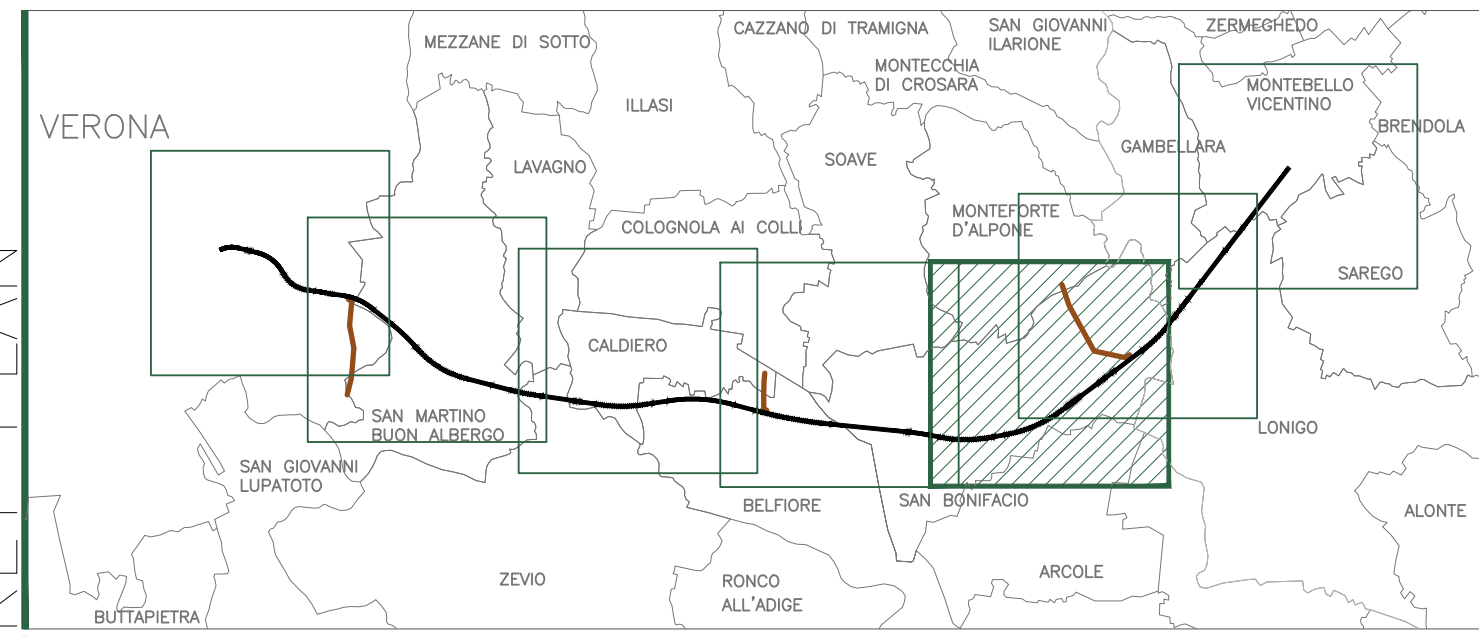 MEZZANE DI SOTTO
CAZZANO DI TRAMIGNA
SAN GIOVANNI
ILARIONE
ZERMEGHEDO
MONTECCHIA
DI CROSARA
MONTEBELLO
VICENTINO
ILLASI
VERONA
BRENDOLA
GAMBELLARA
LAVAGNO
SOAVE
MONTEFORTE
D'ALPONE
COLOGNOLA AI COLLI
SAREGO
CALDIERO
SAN MARTINO
BUON ALBERGO
LONIGO
SAN GIOVANNI
LUPATOTO
BELFIORE
SAN BONIFACIO
ALONTE
ZEVIO
RONCO
ALL'ADIGE
ARCOLE
BUTTAPIETRA